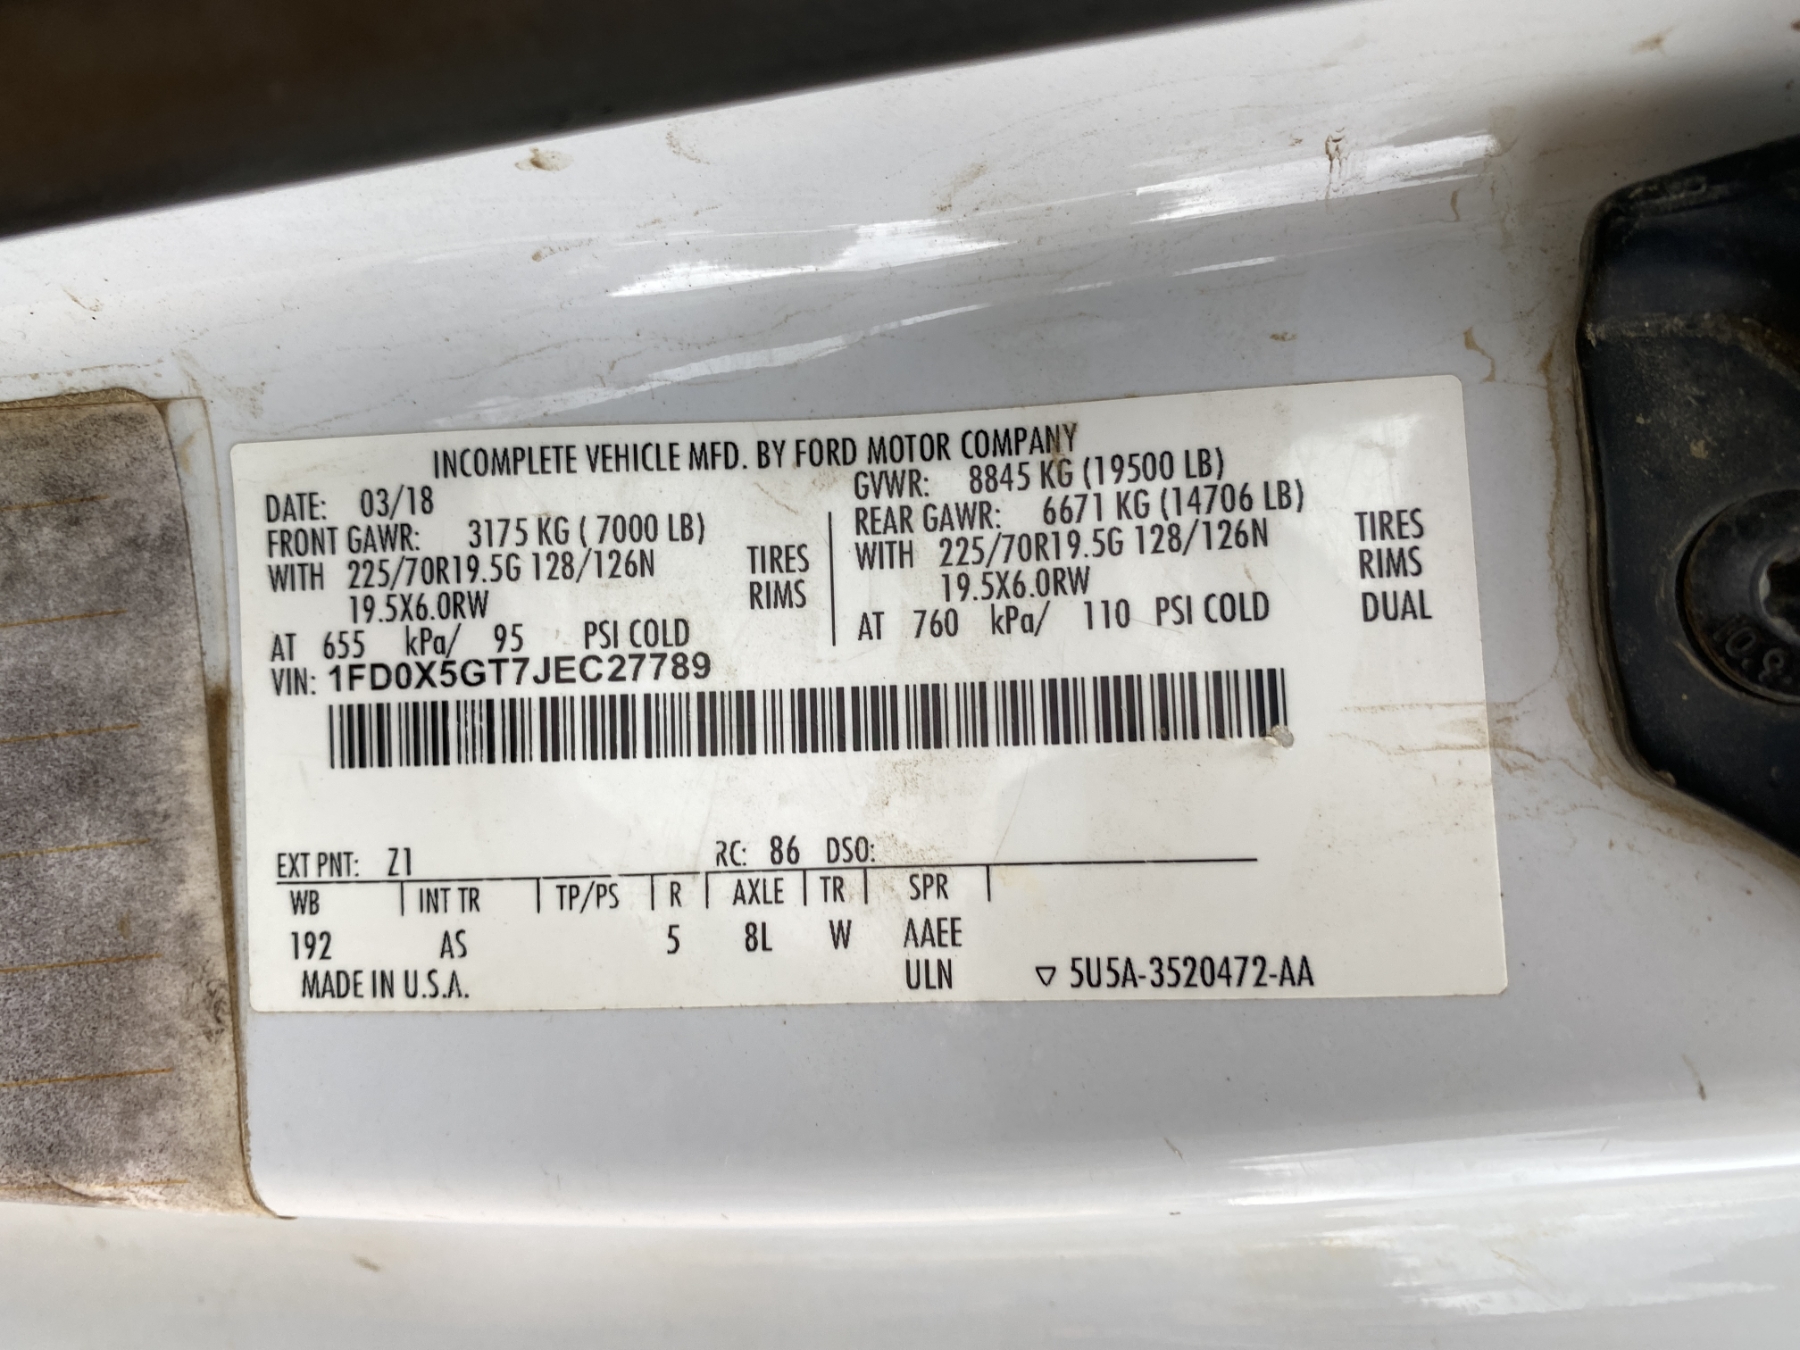 INCOMPLETE VEHICLE MFD. BY FORD MOTOR COMPANY
DATE: 03/18 GVWR: 8845 KG (19500 LB)
FRONT GAWR: 3175 KG ( 7000 LB) REAR GAWR: 6671 KG (14706 LB)
WITH 225/70R19.5G 128/126N TIRES WITH 225/70R19.5G 128/126N TIRES
19.5X6.0RW RIMS 19.5X6.0RW RIMS
AT 655 kPa/ 95 PSI COLD AT 760 kPa/ 110 PSI COLD DUAL
VIN: 1FD0X5GT7JEC27789
EXT PNT: Z1 RC: 86 DSO:
WB INT TR TP/PS R AXLE TR SPR
192 AS 5 8L W AAEE
MADE IN U.S.A. ULN ▽ 5U5A-3520472-AA
10.9